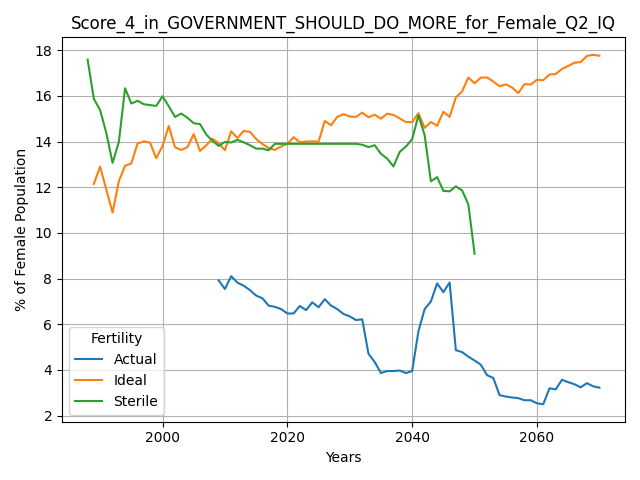 Score_4_in_GOVERNMENT_SHOULD_DO_MORE_for_Female_Q2_IQ
% of Female Population
18
16
14
12
10
8
6
4
2
Fertility
Actual
Ideal
Sterile
2000 2020 2040 2060
Years